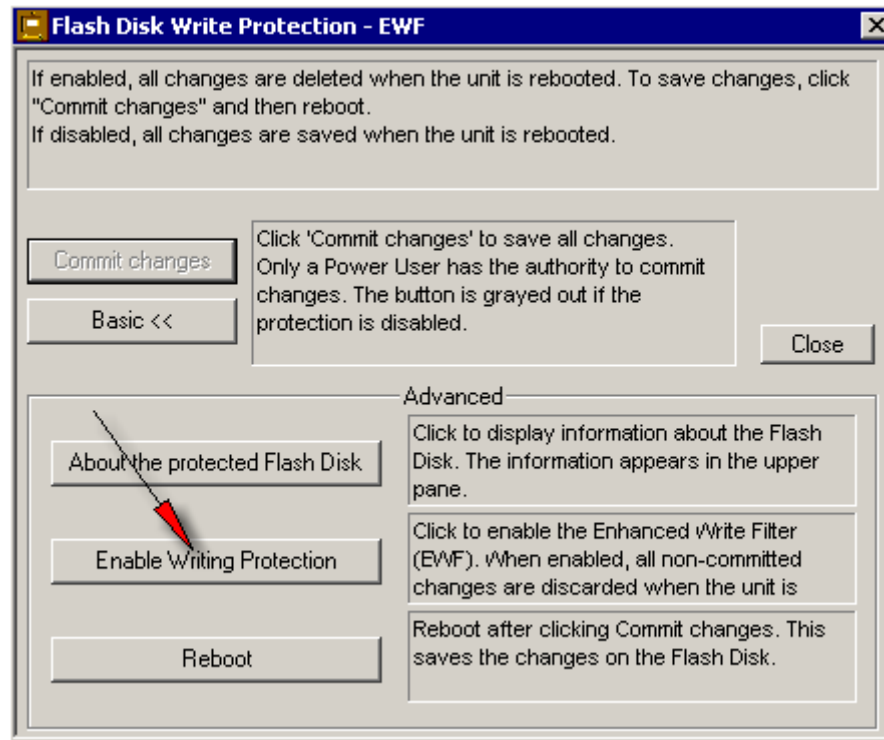 Flash Disk Write Protection - EWF
If enabled, all changes are deleted when the unit is rebooted. To save changes, click
"Commit changes" and then reboot.
If disabled, all changes are saved when the unit is rebooted.
Commit changes
Click 'Commit changes' to save all changes.
Only a Power User has the authority to commit
changes. The button is grayed out if the
protection is disabled.
Basic <<
Close
Advanced
About the protected Flash Disk
Click to display information about the Flash
Disk. The information appears in the upper
pane.
Enable Writing Protection
Click to enable the Enhanced Write Filter
(EWF). When enabled, all non-committed
changes are discarded when the unit is
Reboot
Reboot after clicking Commit changes. This
saves the changes on the Flash Disk.